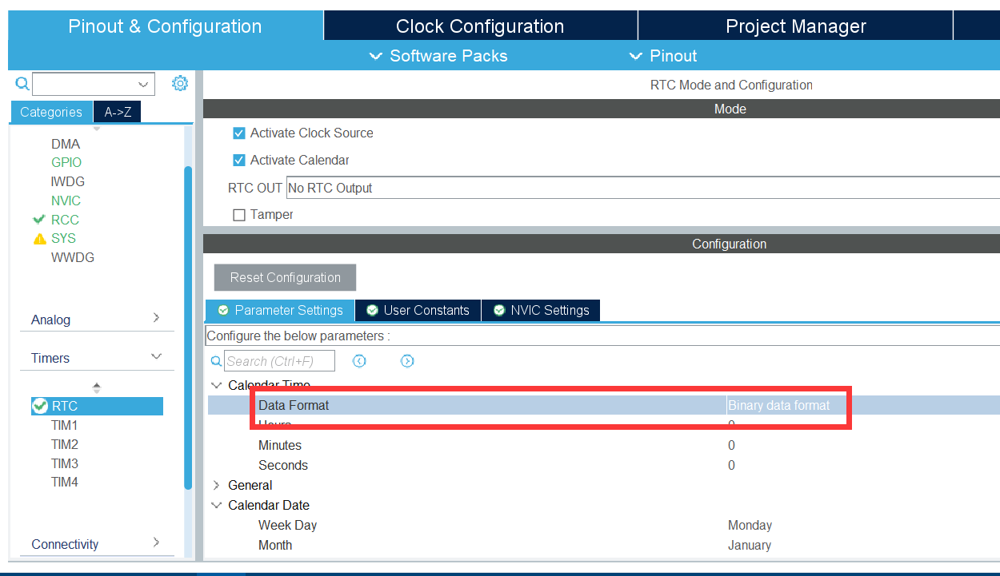 Pinout & Configuration
Clock Configuration
Project Manager
Software Packs
Pinout
RTC Mode and Configuration
Categories
A->Z
Mode
DMA
GPIO
IWDG
NVIC
RCC
SYS
WWDG
Analog
Timers
RTC
TIM1
TIM2
TIM3
TIM4
Connectivity
Activate Clock Source
Activate Calendar
RTC OUT No RTC Output
Tamper
Configuration
Reset Configuration
Parameter Settings
User Constants
NVIC Settings
Configure the below parameters :
Search (Ctrl+F)
Calendar Time
Data Format Binary data format
Hours 0
Minutes 0
Seconds 0
General
Calendar Date
Week Day Monday
Month January